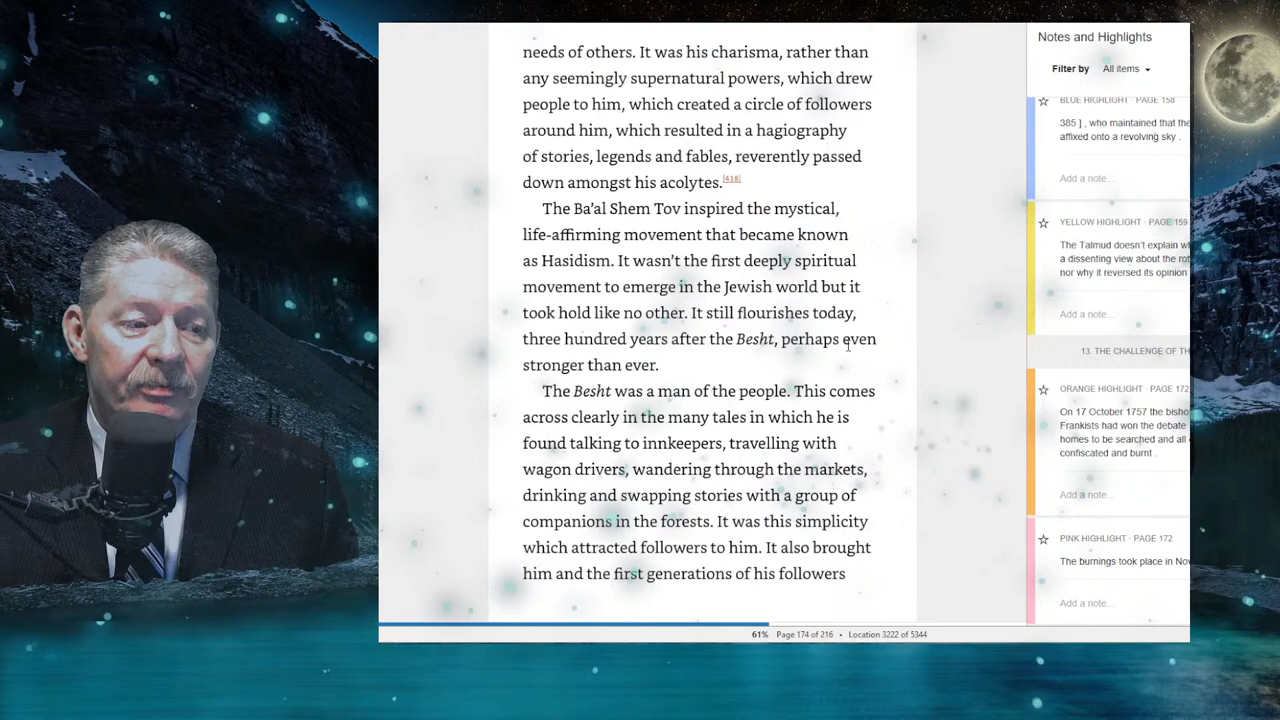 needs of others. It was his charisma, rather than
any seemingly supernatural powers, which drew
people to him, which created a circle of followers
around him, which resulted in a hagiography
of stories, legends and fables, reverently passed
down amongst his acolytes.[418]
The Ba'al Shem Tov inspired the mystical,
life-affirming movement that became known
as Hasidism. It wasn't the first deeply spiritual
movement to emerge in the Jewish world but it
took hold like no other. It still flourishes today,
three hundred years after the Besht, perhaps even
stronger than ever.
The Besht was a man of the people. This comes
across clearly in the many tales in which he is
found talking to innkeepers, travelling with
wagon drivers, wandering through the markets,
drinking and swapping stories with a group of
companions in the forests. It was this simplicity
which attracted followers to him. It also brought
him and the first generations of his followers
61% Page 174 of 216 • Location 3222 of 5344
Notes and Highlights
Filter by All items
BLUE HIGHLIGHT · PAGE 158
385 ] , who maintained that the
affixed onto a revolving sky .
Add a note...
YELLOW HIGHLIGHT · PAGE 159
The Talmud doesn't explain wh
a dissenting view about the rot
nor why it reversed its opinion
Add a note...
13. THE CHALLENGE OF TH
ORANGE HIGHLIGHT · PAGE 172
On 17 October 1757 the bisho
Frankists had won the debate
homes to be searched and all
confiscated and burnt .
Add a note...
PINK HIGHLIGHT · PAGE 172
The burnings took place in Nov
Add a note...